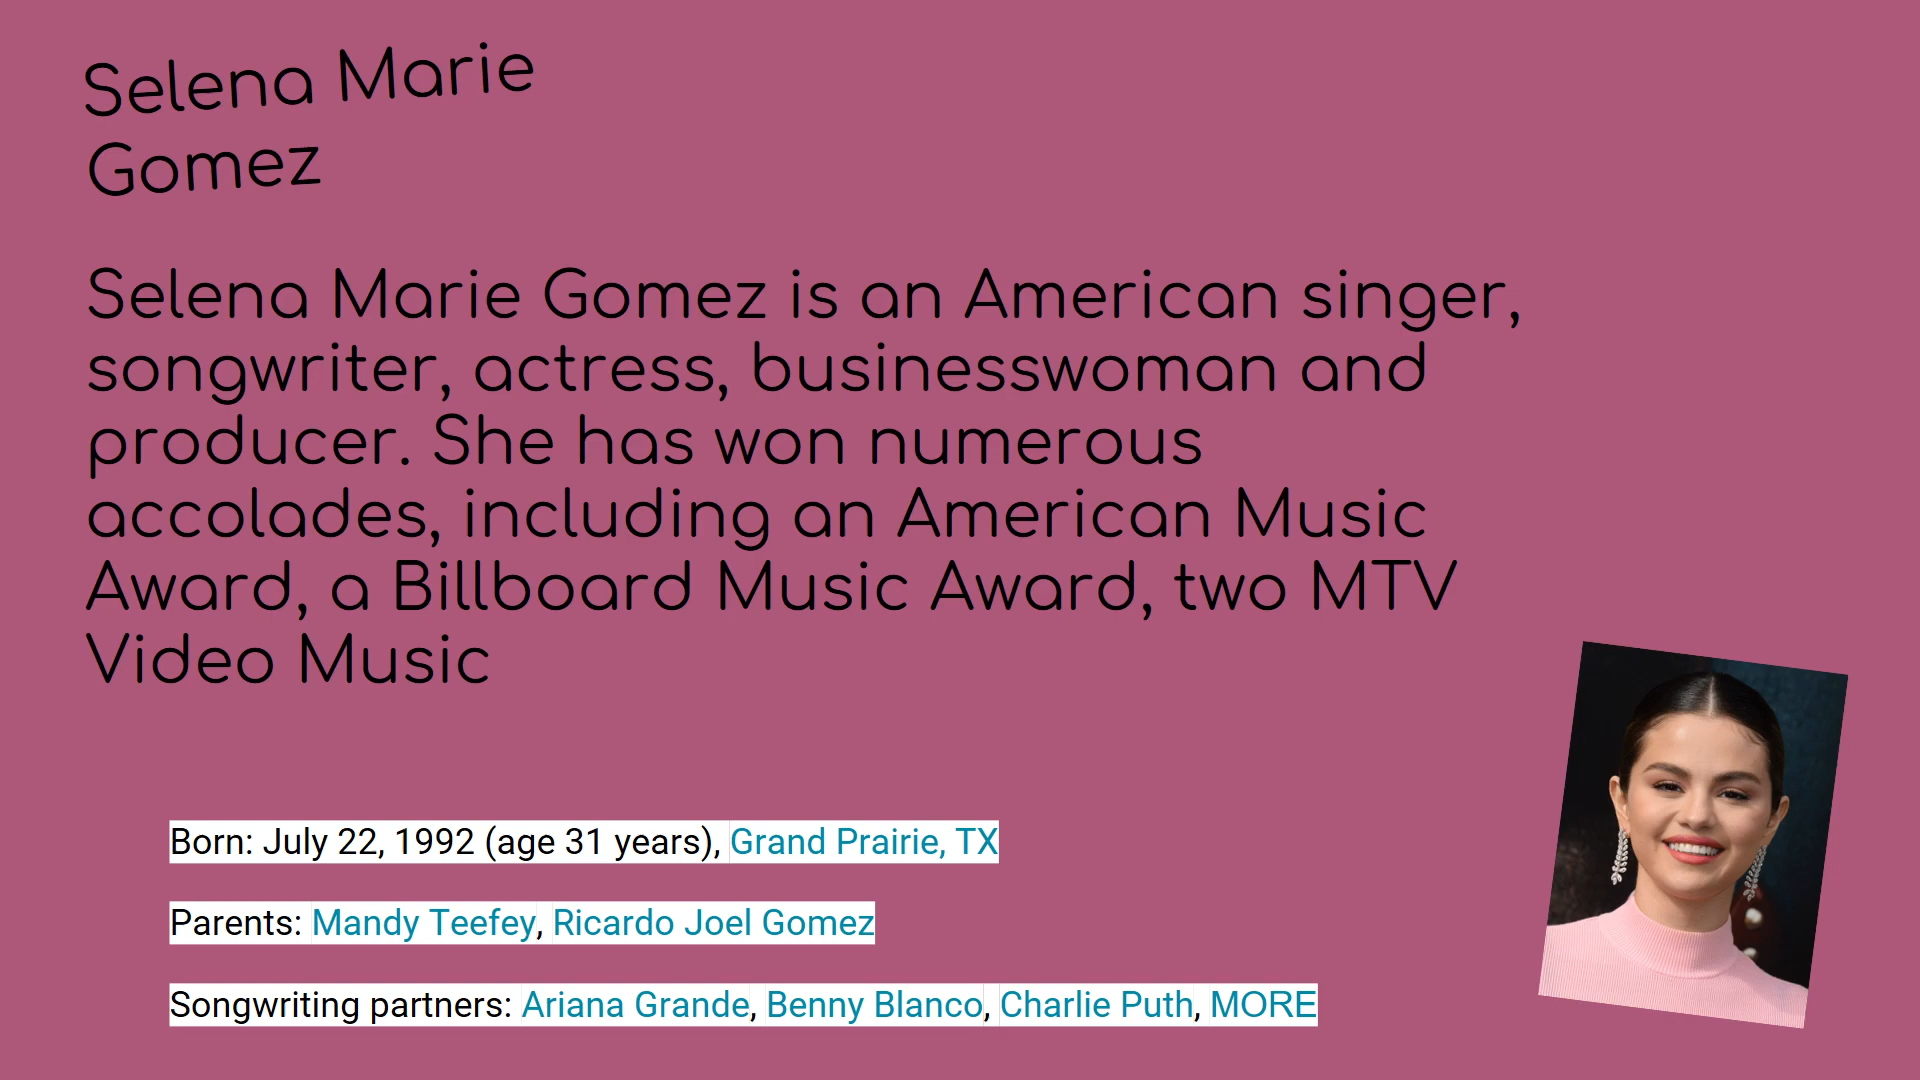 Selena Marie
Gomez
Selena Marie Gomez is an American singer,
songwriter, actress, businesswoman and
producer. She has won numerous
accolades, including an American Music
Award, a Billboard Music Award, two MTV
Video Music
Born: July 22, 1992 (age 31 years), Grand Prairie, TX
Parents: Mandy Teefey, Ricardo Joel Gomez
Songwriting partners: Ariana Grande, Benny Blanco, Charlie Puth, MORE